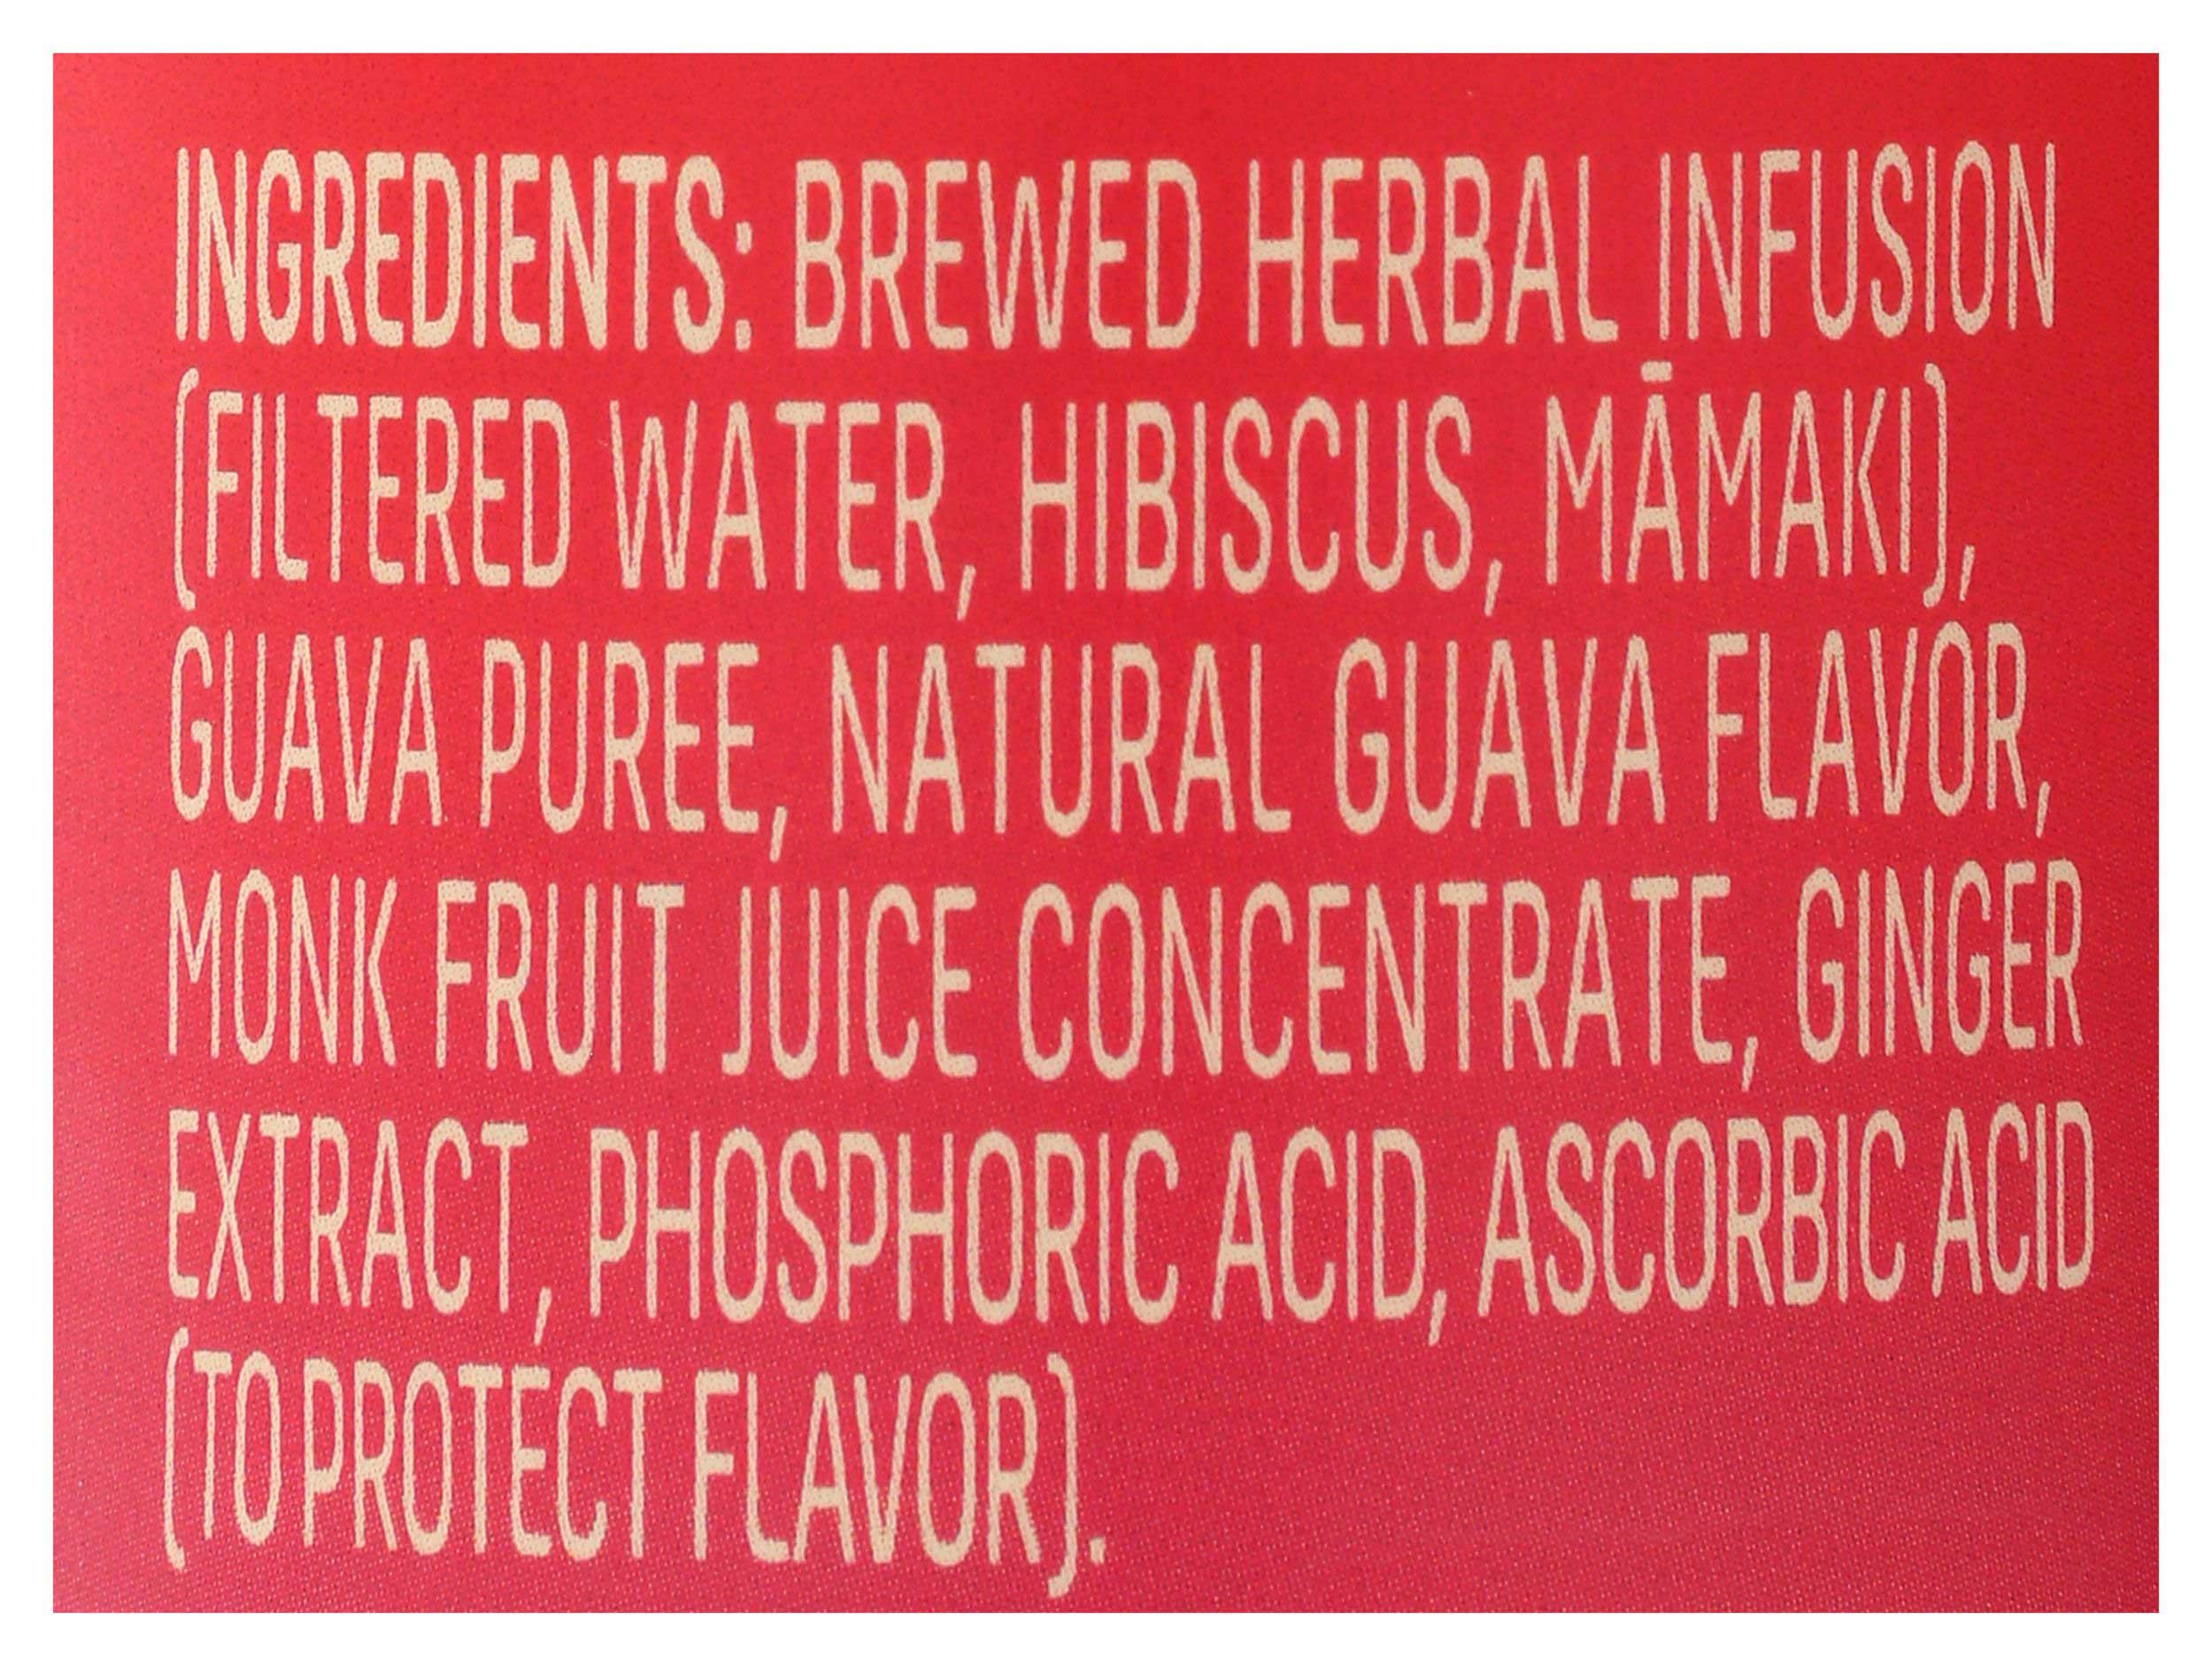 INGREDIENTS: BREWED HERBAL INFUSION
(FILTERED WATER, HIBISCUS, MĀMAKI),
GUAVA PUREE, NATURAL GUAVA FLAVOR,
MONK FRUIT JUICE CONCENTRATE, GINGER
EXTRACT, PHOSPHORIC ACID, ASCORBIC ACID
(TO PROTECT FLAVOR).